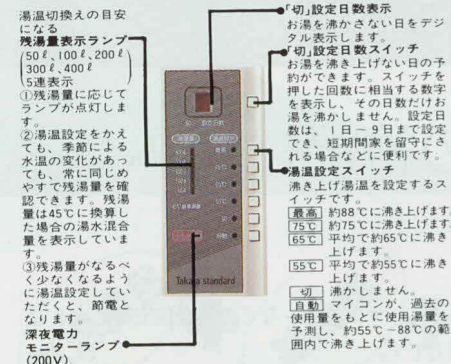 湯温切換えの目安
になる
残湯量表示ランプ
(50ℓ、100ℓ、200ℓ
300ℓ、400ℓ
5連表示
①残湯量に応じて
ランプが点灯しま
す。
②湯温設定をかえ
ても、季節による
水温の変化があっ
ても、常に同じめ
やすで残湯量を確
認できます。残湯
量は45℃に換算し
た場合の湯水混合
量を表示していま
す。
③残湯量がなるべ
く少なくなるよう
に湯温設定してい
ただくと、節電と
なります。
深夜電力
モニターランプ
(200V)
Takara standard
●「切」設定日数表示
お湯を沸かさない日をデジ
タル表示します。
●「切」設定日数スイッチ
お湯を沸き上げない日の予
約ができます。スイッチを
押した回数に相当する数字
を表示し、その日数だけお
湯を沸かしません。設定日
数は、1日〜9日まで設定
でき、短期間家を留守にさ
れる場合などに便利です。
●湯温設定スイッチ
沸き上げ湯温を設定するス
イッチです。
最高 約88℃に沸き上げます。
75℃ 約75℃に沸き上げます。
65℃ 平均で約65℃に沸き
上げます。
55℃ 平均で約55℃に沸き
上げます。
切 沸かしません。
自動 マイコンが、過去の
使用量をもとに使用湯量を
予測し、約55℃〜88℃の範
囲内で沸き上げます。